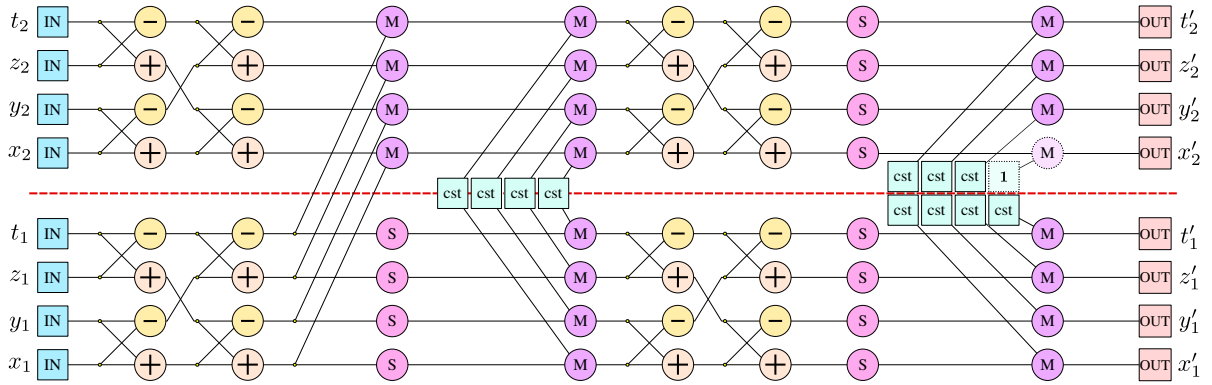 t₂ IN − − M M − − S M OUT t′₂
z₂ IN + + M M + + S M OUT z′₂
y₂ IN − − M M − − S M OUT y′₂
x₂ IN + + M M + + S M OUT x′₂
cst cst cst 1
cst cst cst cst
cst cst cst cst
t₁ IN − − S M − − S M OUT t′₁
z₁ IN + + S M + + S M OUT z′₁
y₁ IN − − S M − − S M OUT y′₁
x₁ IN + + S M + + S M OUT x′₁